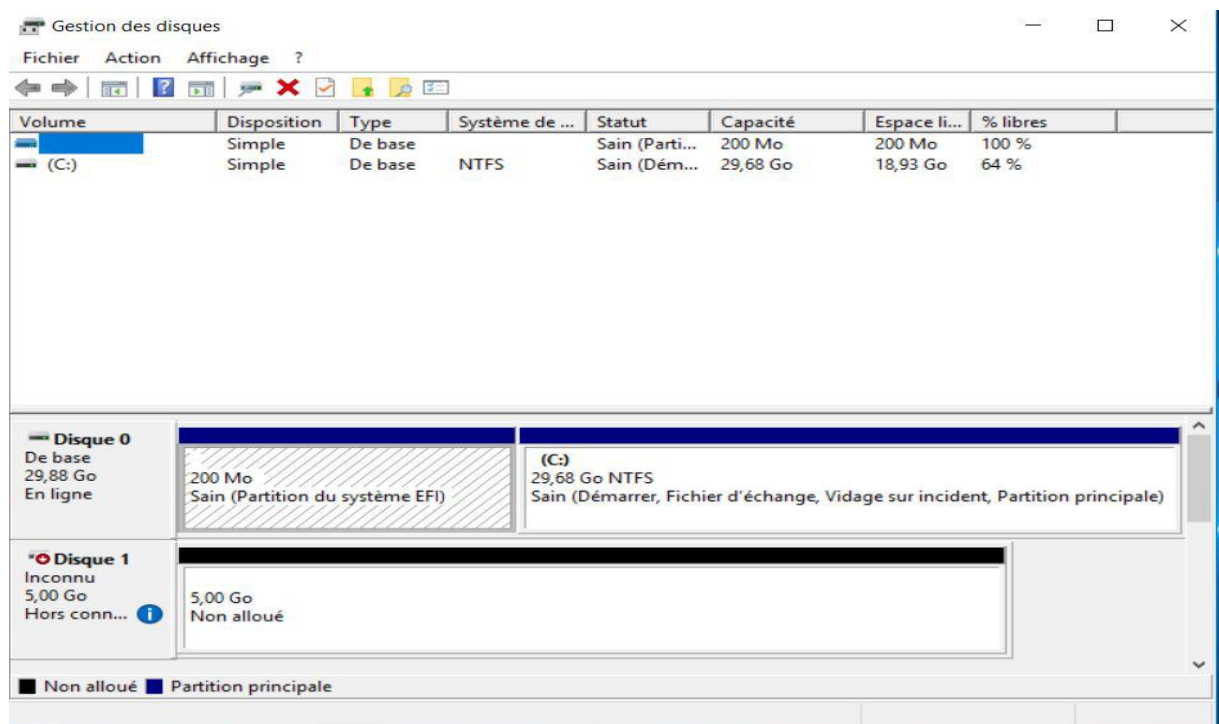 Gestion des disques
Fichier Action Affichage ?
Volume Disposition Type Système de ... Statut Capacité Espace li... % libres
Simple De base Sain (Parti... 200 Mo 200 Mo 100 %
(C:) Simple De base NTFS Sain (Dém... 29,68 Go 18,93 Go 64 %
Disque 0
De base
29,88 Go
En ligne
200 Mo
Sain (Partition du système EFI)
(C:)
29,68 Go NTFS
Sain (Démarrer, Fichier d'échange, Vidage sur incident, Partition principale)
Disque 1
Inconnu
5,00 Go
Hors conn...
5,00 Go
Non alloué
Non alloué Partition principale